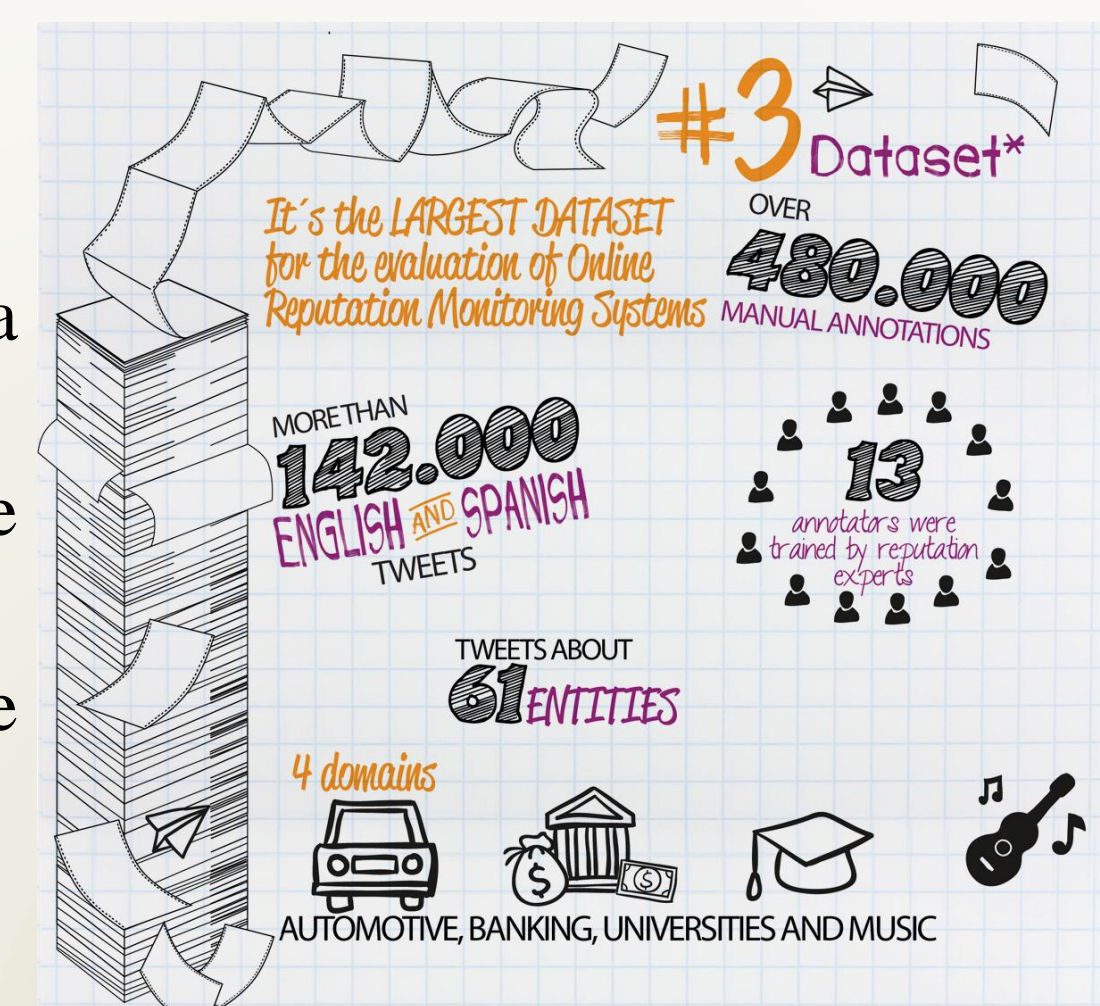 #3
Dataset*
It´s the LARGEST DATASET
for the evaluation of Online
Reputation Monitoring Systems
OVER
480.000
MANUAL ANNOTATIONS
MORE THAN
142.000
ENGLISH AND SPANISH
TWEETS
13
annotators were
trained by reputation
experts
TWEETS ABOUT
61 ENTITIES
4 domains
$
$
AUTOMOTIVE, BANKING, UNIVERSITIES AND MUSIC
a
e
e